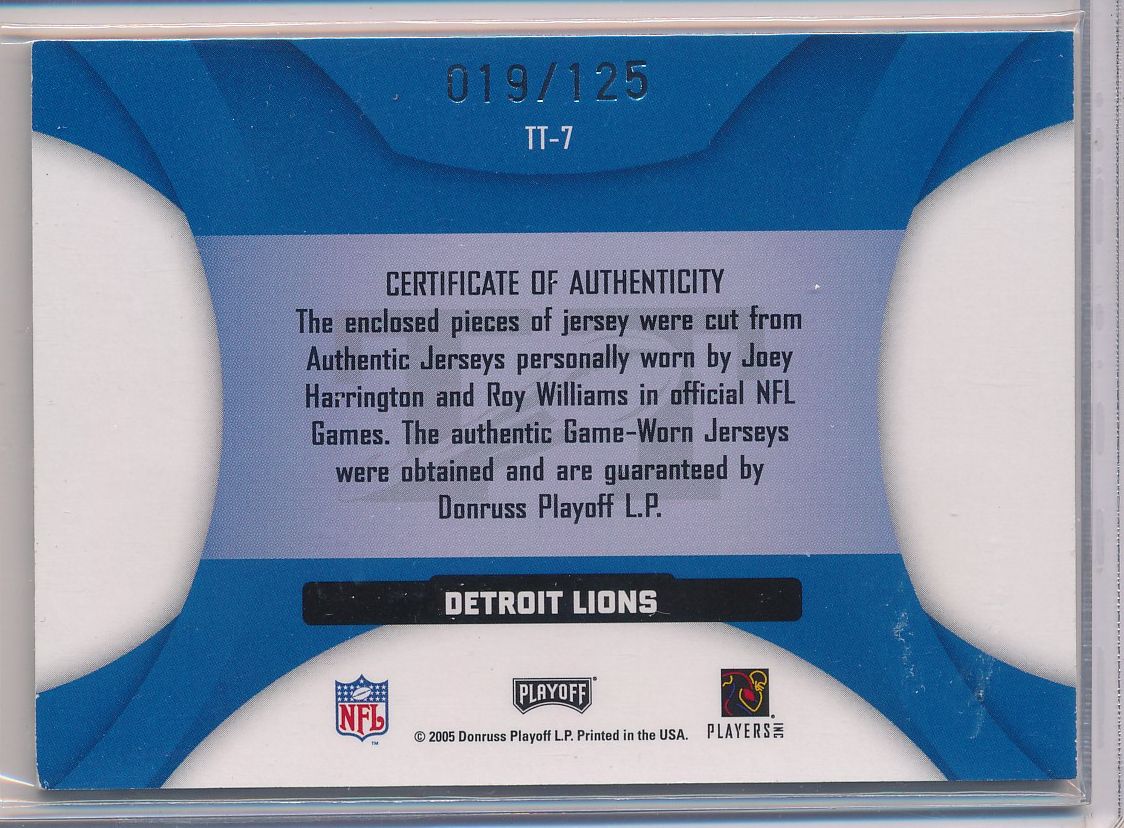 019/125
TT-7
CERTIFICATE OF AUTHENTICITY
The enclosed pieces of jersey were cut from
Authentic Jerseys personally worn by Joey
Harrington and Roy Williams in official NFL
Games. The authentic Game-Worn Jerseys
were obtained and are guaranteed by
Donruss Playoff L.P.
DETROIT LIONS
NFL
™
PLAYOFF®
© 2005 Donruss Playoff L.P. Printed in the USA.
PLAYERS INC